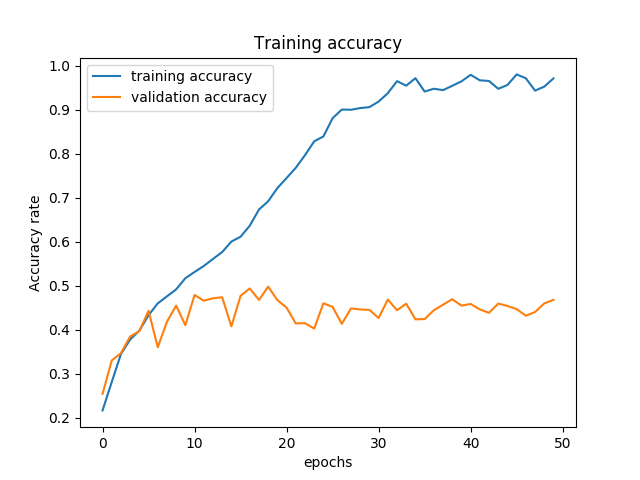 Training accuracy
training accuracy
validation accuracy
1.0
0.9
0.8
0.7
0.6
0.5
0.4
0.3
0.2
Accuracy rate
0 10 20 30 40 50
epochs